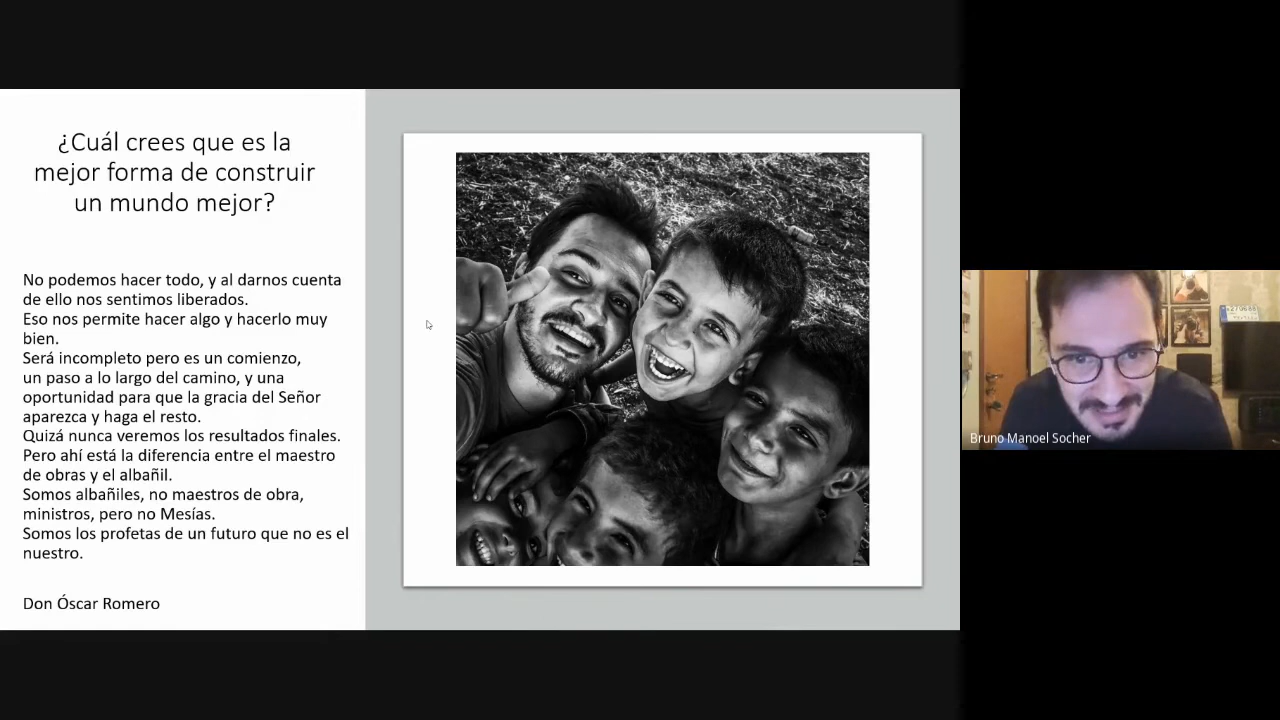 ¿Cuál crees que es la
mejor forma de construir
un mundo mejor?
No podemos hacer todo, y al darnos cuenta
de ello nos sentimos liberados.
Eso nos permite hacer algo y hacerlo muy
bien.
Será incompleto pero es un comienzo,
un paso a lo largo del camino, y una
oportunidad para que la gracia del Señor
aparezca y haga el resto.
Quizá nunca veremos los resultados finales.
Pero ahí está la diferencia entre el maestro
de obras y el albañil.
Somos albañiles, no maestros de obra,
ministros, pero no Mesías.
Somos los profetas de un futuro que no es el
nuestro.
Don Óscar Romero
Bruno Manoel Socher